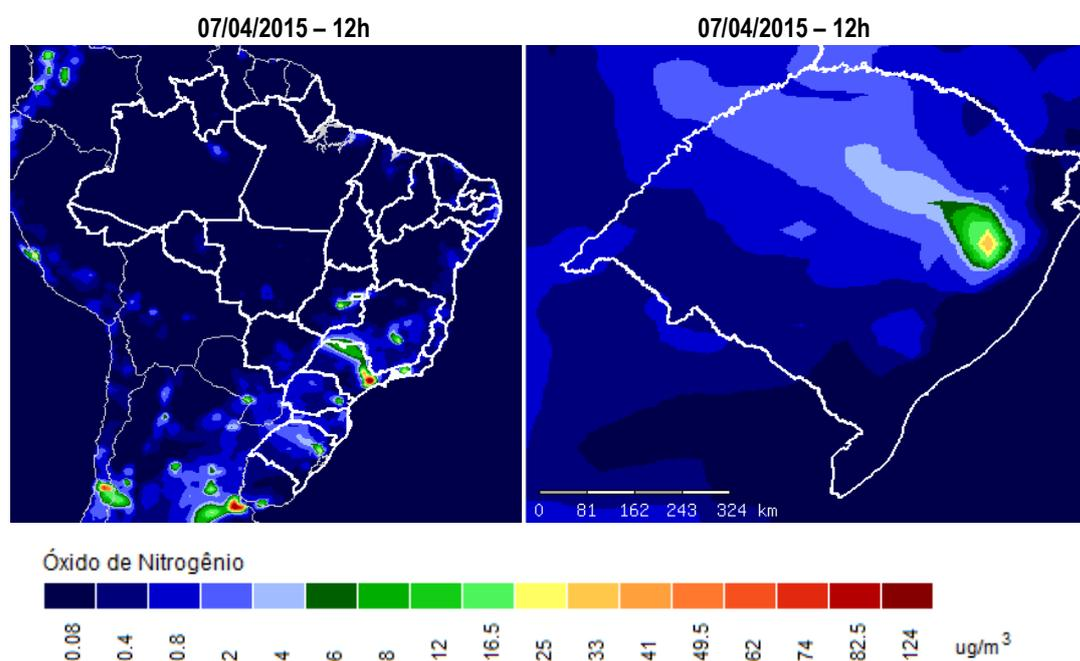 07/04/2015 – 12h
07/04/2015 – 12h
0 81 162 243 324 km
Óxido de Nitrogênio
0.08 0.4 0.8 2 4 6 8 12 16.5 25 33 41 49.5 62 74 82.5 124 ug/m³